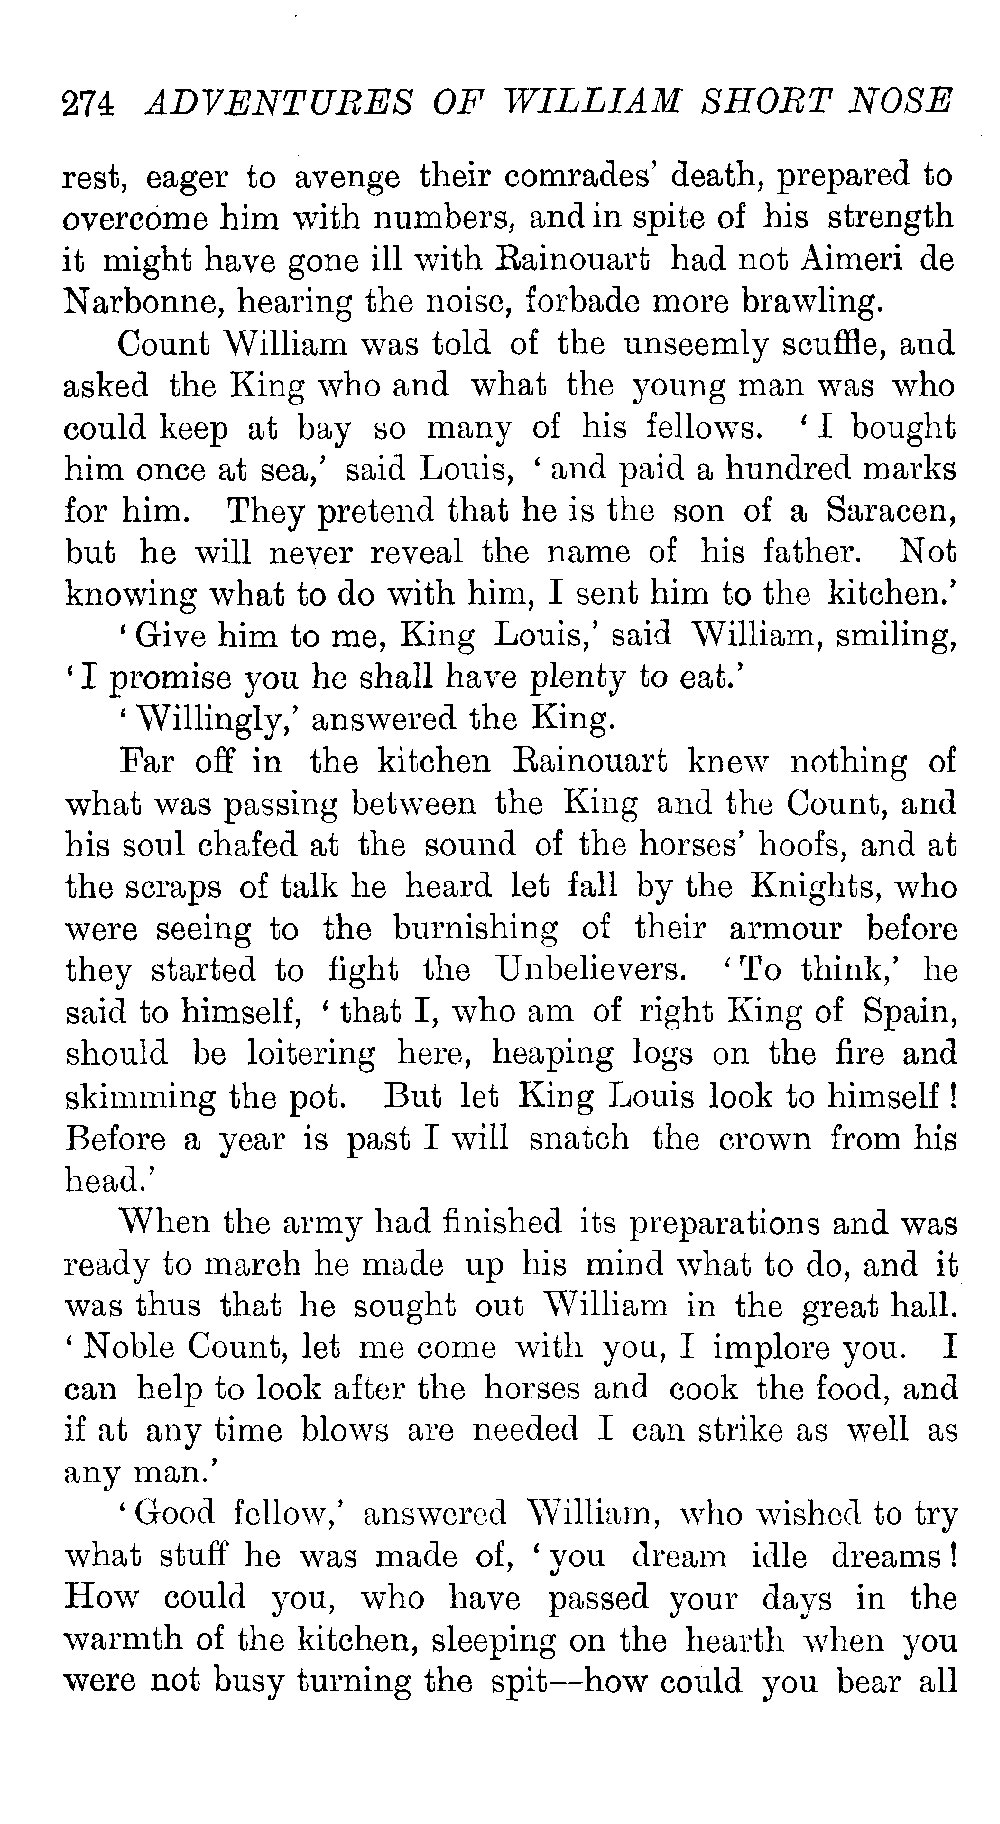 274 ADVENTURES OF WILLIAM SHORT NOSE
rest, eager to avenge their comrades’ death, prepared to
overcome him with numbers, and in spite of his strength
it might have gone ill with Rainouart had not Aimeri de
Narbonne, hearing the noise, forbade more brawling.
Count William was told of the unseemly scuffle, and
asked the King who and what the young man was who
could keep at bay so many of his fellows. ‘ I bought
him once at sea,’ said Louis, ‘ and paid a hundred marks
for him. They pretend that he is the son of a Saracen,
but he will never reveal the name of his father. Not
knowing what to do with him, I sent him to the kitchen.’
‘ Give him to me, King Louis,’ said William, smiling,
‘ I promise you he shall have plenty to eat.’
‘ Willingly,’ answered the King.
Far off in the kitchen Rainouart knew nothing of
what was passing between the King and the Count, and
his soul chafed at the sound of the horses’ hoofs, and at
the scraps of talk he heard let fall by the Knights, who
were seeing to the burnishing of their armour before
they started to fight the Unbelievers. ‘ To think,’ he
said to himself, ‘ that I, who am of right King of Spain,
should be loitering here, heaping logs on the fire and
skimming the pot. But let King Louis look to himself !
Before a year is past I will snatch the crown from his
head.’
When the army had finished its preparations and was
ready to march he made up his mind what to do, and it
was thus that he sought out William in the great hall.
‘ Noble Count, let me come with you, I implore you. I
can help to look after the horses and cook the food, and
if at any time blows are needed I can strike as well as
any man.’
‘ Good fellow,’ answered William, who wished to try
what stuff he was made of, ‘ you dream idle dreams !
How could you, who have passed your days in the
warmth of the kitchen, sleeping on the hearth when you
were not busy turning the spit—how could you bear all